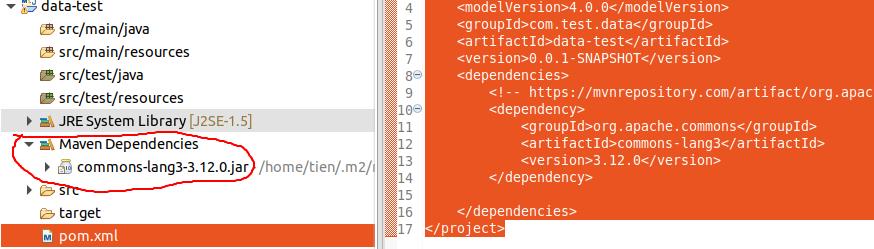 data-test
src/main/java
src/main/resources
src/test/java
src/test/resources
JRE System Library [J2SE-1.5]
Maven Dependencies
commons-lang3-3.12.0.jar - /home/tien/.m2/r
src
target
pom.xml
4 <modelVersion>4.0.0</modelVersion>
5 <groupId>com.test.data</groupId>
6 <artifactId>data-test</artifactId>
7 <version>0.0.1-SNAPSHOT</version>
8 <dependencies>
9 <!-- https://mvnrepository.com/artifact/org.apac
10 <dependency>
11 <groupId>org.apache.commons</groupId>
12 <artifactId>commons-lang3</artifactId>
13 <version>3.12.0</version>
14 </dependency>
15
16 </dependencies>
17 </project>